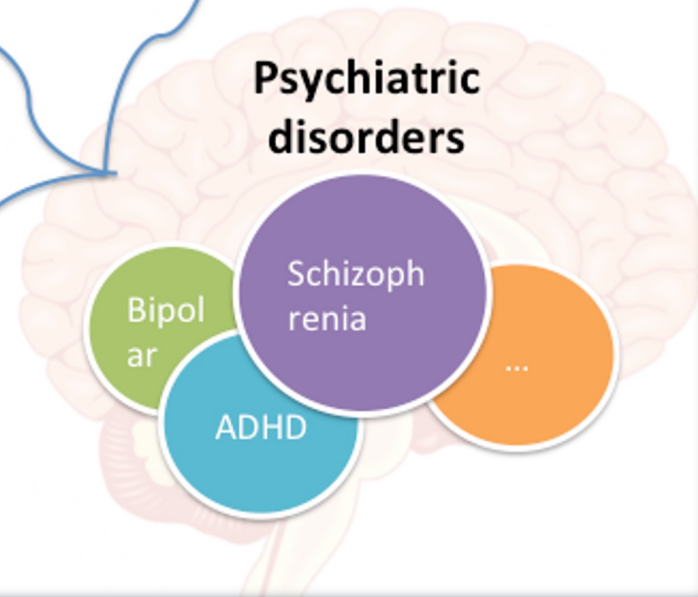 Psychiatric
disorders
Schizoph
renia
Bipol
ar
ADHD
...